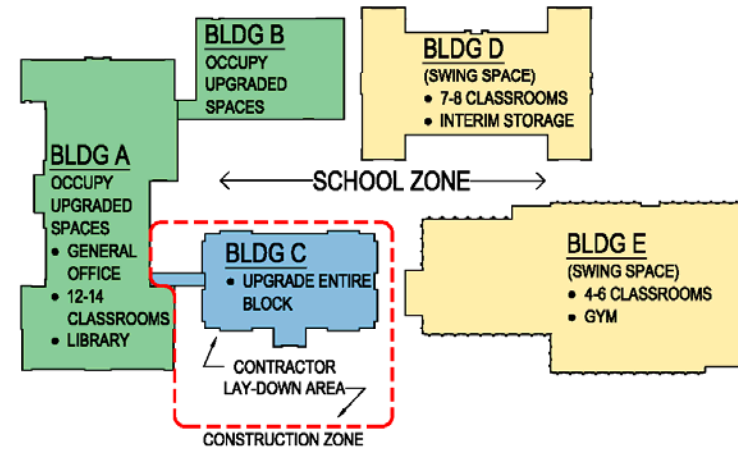 BLDG B
OCCUPY
UPGRADED
SPACES
BLDG D
(SWING SPACE)
• 7-8 CLASSROOMS
• INTERIM STORAGE
BLDG A
OCCUPY
UPGRADED
SPACES
• GENERAL
OFFICE
• 12-14
CLASSROOMS
• LIBRARY
SCHOOL ZONE
BLDG C
• UPGRADE ENTIRE
BLOCK
BLDG E
(SWING SPACE)
• 4-6 CLASSROOMS
• GYM
CONTRACTOR
LAY-DOWN AREA
CONSTRUCTION ZONE